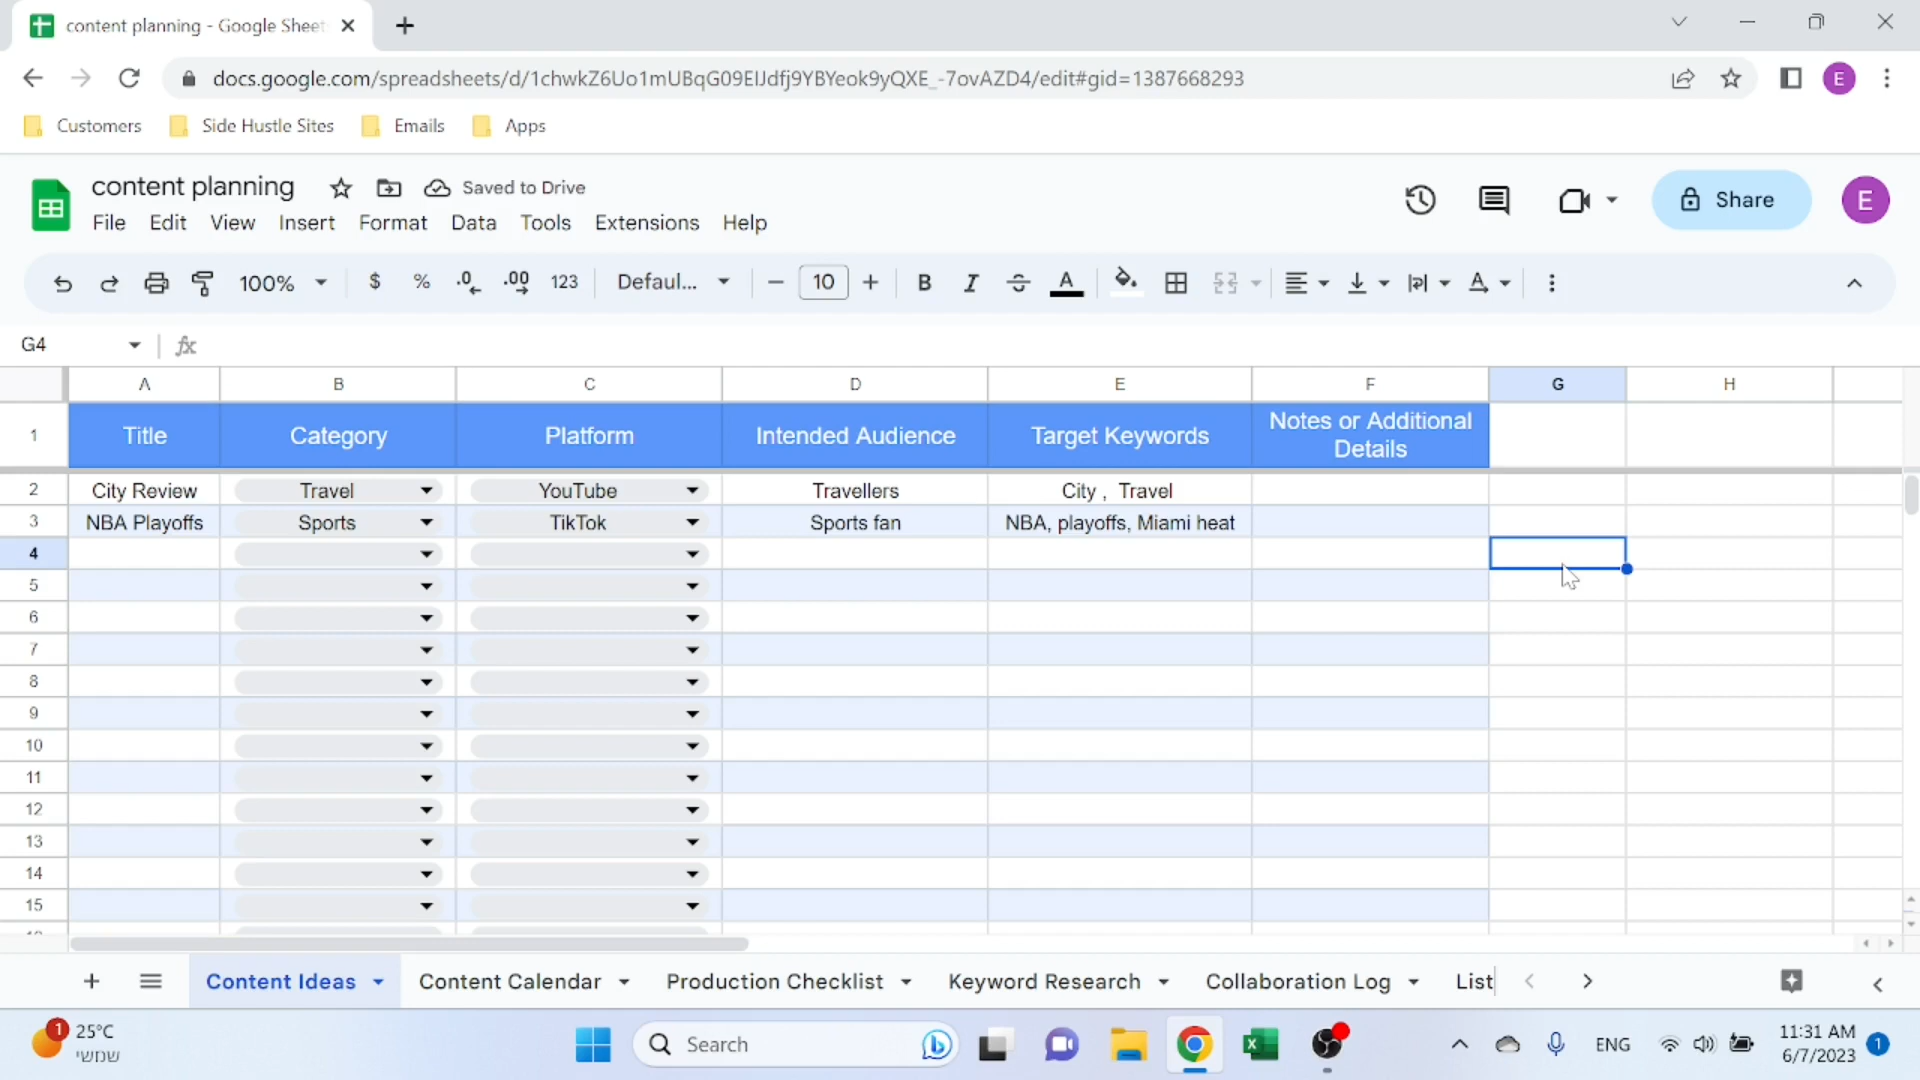 content planning - Google Sheet
docs.google.com/spreadsheets/d/1chwkZ6Uo1mUBqG09EIJdfj9YBYeok9yQXE_-7ovAZD4/edit#gid=1387668293
E
Customers Side Hustle Sites Emails Apps
content planning Saved to Drive
File Edit View Insert Format Data Tools Extensions Help
Share E
100% $ % .0 .00 123 Defaul... 10 B I S A A
G4 fx
A B C D E F G H
1 Title Category Platform Intended Audience Target Keywords Notes or Additional Details
2 City Review Travel YouTube Travellers City , Travel
3 NBA Playoffs Sports TikTok Sports fan NBA, playoffs, Miami heat
4
5
6
7
8
9
10
11
12
13
14
15
Content Ideas Content Calendar Production Checklist Keyword Research Collaboration Log List
1 25°C
שמשי
Search
ENG
11:31 AM
6/7/2023
1